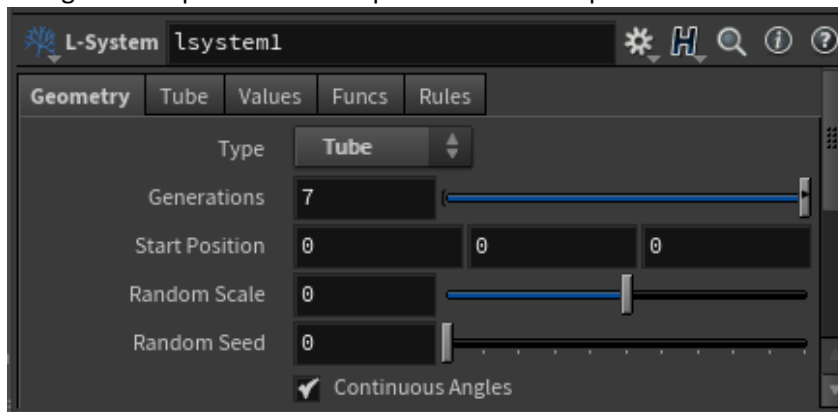 L-System lsystem1
Geometry Tube Values Funcs Rules
Type Tube
Generations 7
Start Position 0 0 0
Random Scale 0
Random Seed 0
Continuous Angles